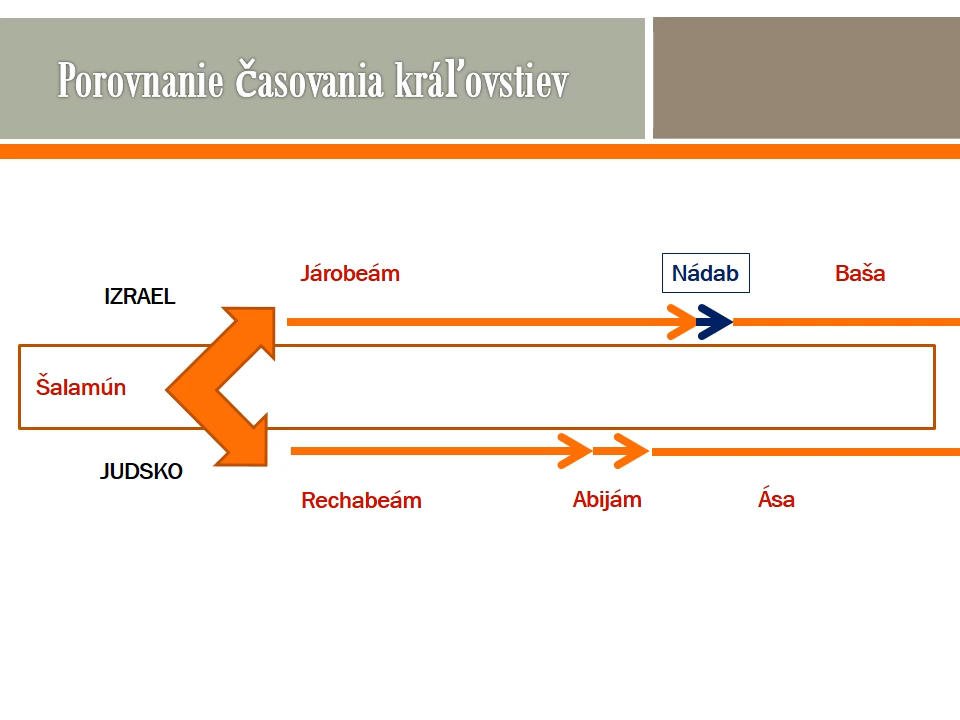 Porovnanie časovania kráľovstiev
Járobeám
Nádab
Baša
IZRAEL
Šalamún
JUDSKO
Rechabeám
Abijám
Ása